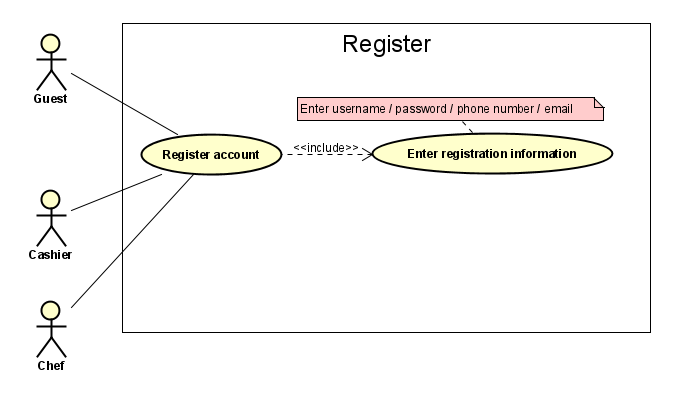 Register
Guest
Enter username / password / phone number / email
Register account
<<include>>
Enter registration information
Cashier
Chef